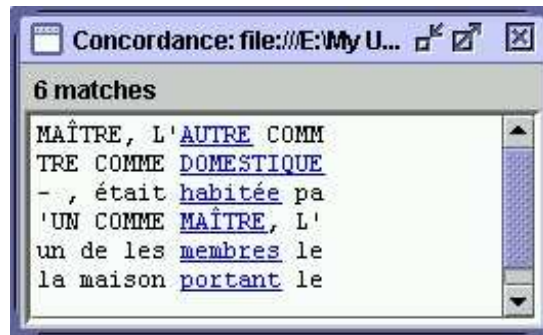 Concordance: file:///E:\My U...
6 matches
MAÎTRE, L'AUTRE COMM
TRE COMME DOMESTIQUE
- , était habitée pa
'UN COMME MAÎTRE, L'
un de les membres le
la maison portant le